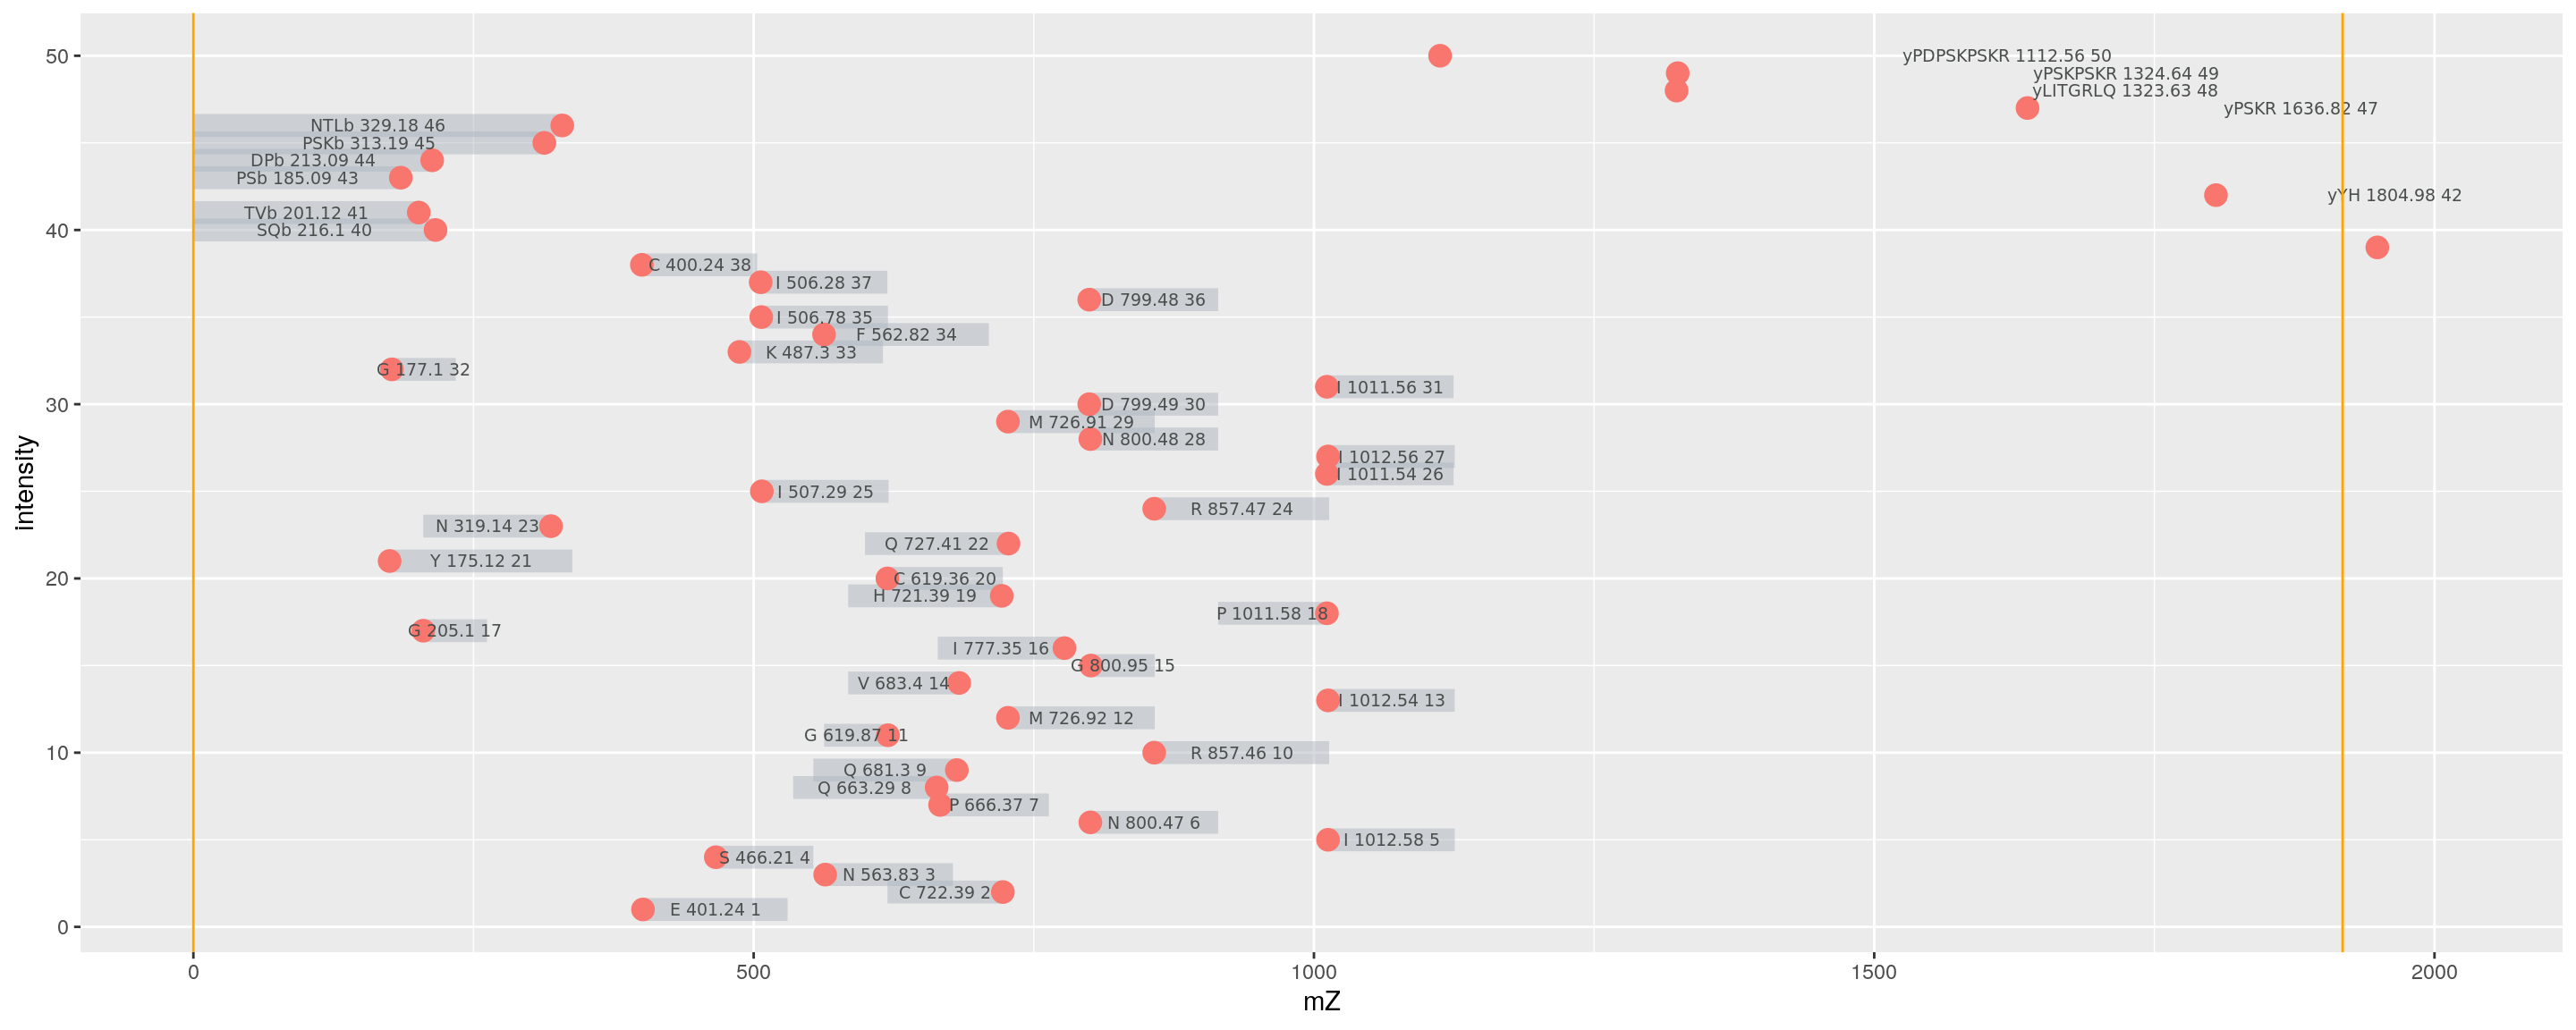 50
yPDPSKPSKR 1112.56 50
yPSKPSKR 1324.64 49
yLITGRLQ 1323.63 48
yPSKR 1636.82 47
NTLb 329.18 46
PSKb 313.19 45
DPb 213.09 44
PSb 185.09 43
yYH 1804.98 42
TVb 201.12 41
40
SQb 216.1 40
C 400.24 38
I 506.28 37
D 799.48 36
I 506.78 35
F 562.82 34
K 487.3 33
G 177.1 32
I 1011.56 31
30
D 799.49 30
M 726.91 29
N 800.48 28
I 1012.56 27
I 1011.54 26
I 507.29 25
R 857.47 24
N 319.14 23
Q 727.41 22
Y 175.12 21
20
C 619.36 20
H 721.39 19
P 1011.58 18
G 205.1 17
I 777.35 16
G 800.95 15
V 683.4 14
I 1012.54 13
M 726.92 12
G 619.87 11
10
R 857.46 10
Q 681.3 9
Q 663.29 8
P 666.37 7
N 800.47 6
I 1012.58 5
S 466.21 4
N 563.83 3
C 722.39 2
E 401.24 1
0
intensity
0 500 1000 1500 2000
mZ